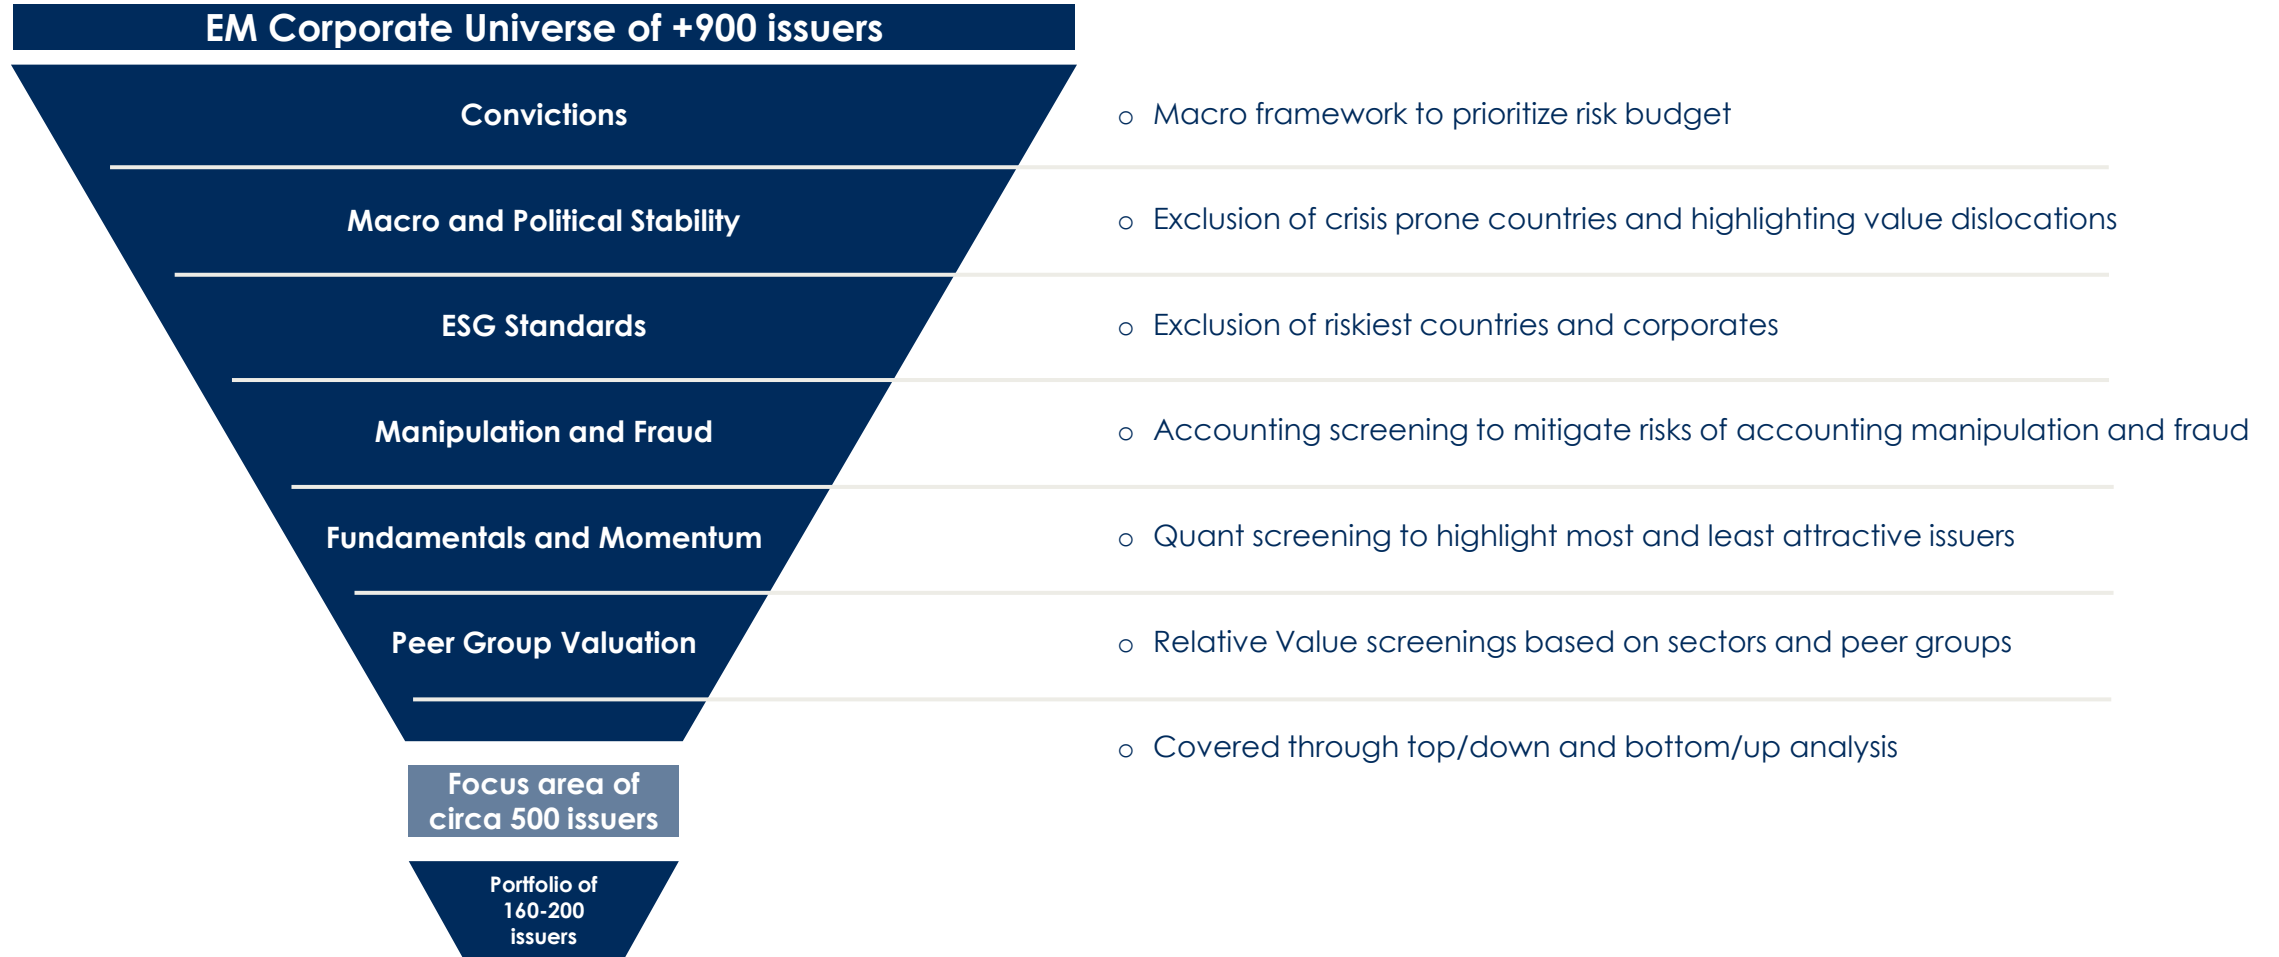 EM Corporate Universe of +900 issuers
Convictions
○ Macro framework to prioritize risk budget
Macro and Political Stability
○ Exclusion of crisis prone countries and highlighting value dislocations
ESG Standards
○ Exclusion of riskiest countries and corporates
Manipulation and Fraud
○ Accounting screening to mitigate risks of accounting manipulation and fraud
Fundamentals and Momentum
○ Quant screening to highlight most and least attractive issuers
Peer Group Valuation
○ Relative Value screenings based on sectors and peer groups
○ Covered through top/down and bottom/up analysis
Focus area of
circa 500 issuers
Portfolio of
160-200
issuers